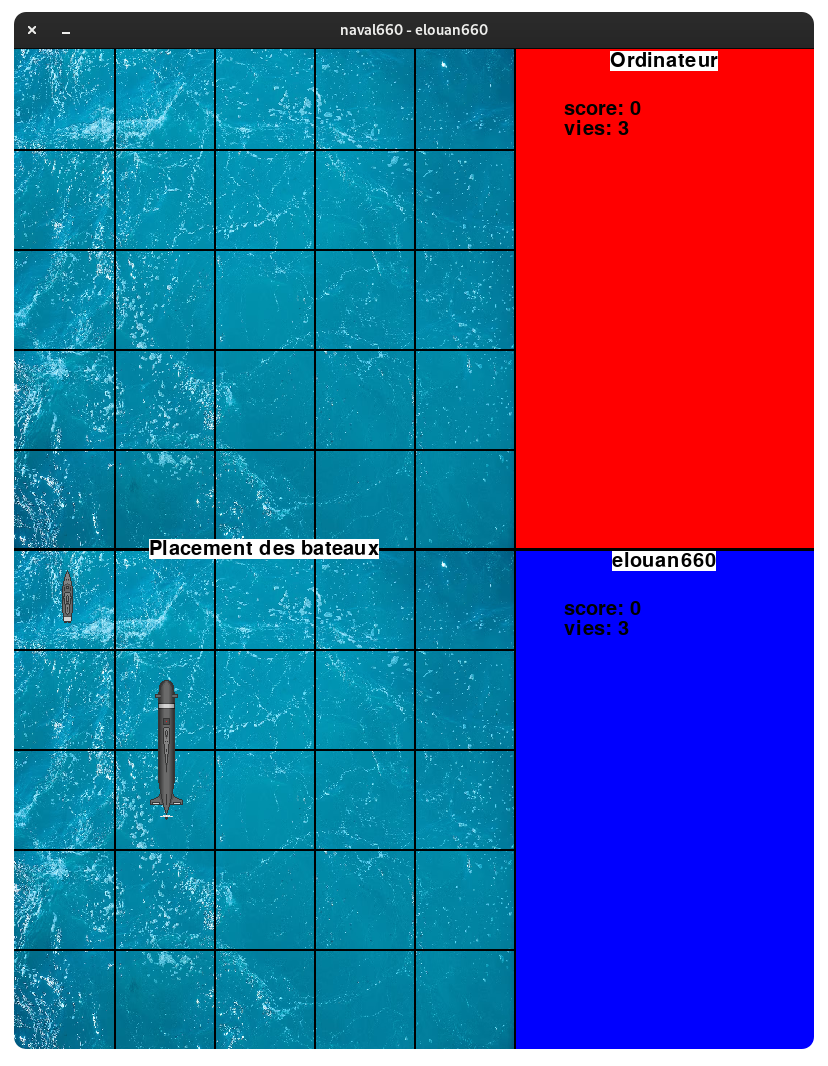 naval660 - elouan660
Ordinateur
score: 0
vies: 3
Placement des bateaux
elouan660
score: 0
vies: 3